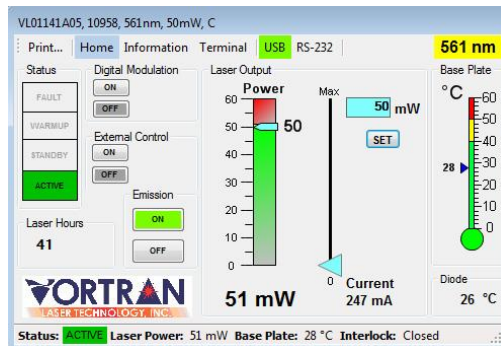 VL01141A05, 10958, 561nm, 50mW, C
Print... Home Information Terminal USB RS-232 561 nm
Status
FAULT
WARMUP
STANDBY
ACTIVE
Laser Hours
41
Digital Modulation
ON
OFF
External Control
ON
OFF
Emission
ON
OFF
VORTRAN
LASER TECHNOLOGY, INC.
Laser Output
Power
60
50
40
30
20
10
0
50
51 mW
Max
0
50 mW
SET
Current
247 mA
Base Plate
°C
60
50
40
30
20
10
0
28
Diode
26 °C
Status: ACTIVE Laser Power: 51 mW Base Plate: 28 °C Interlock: Closed